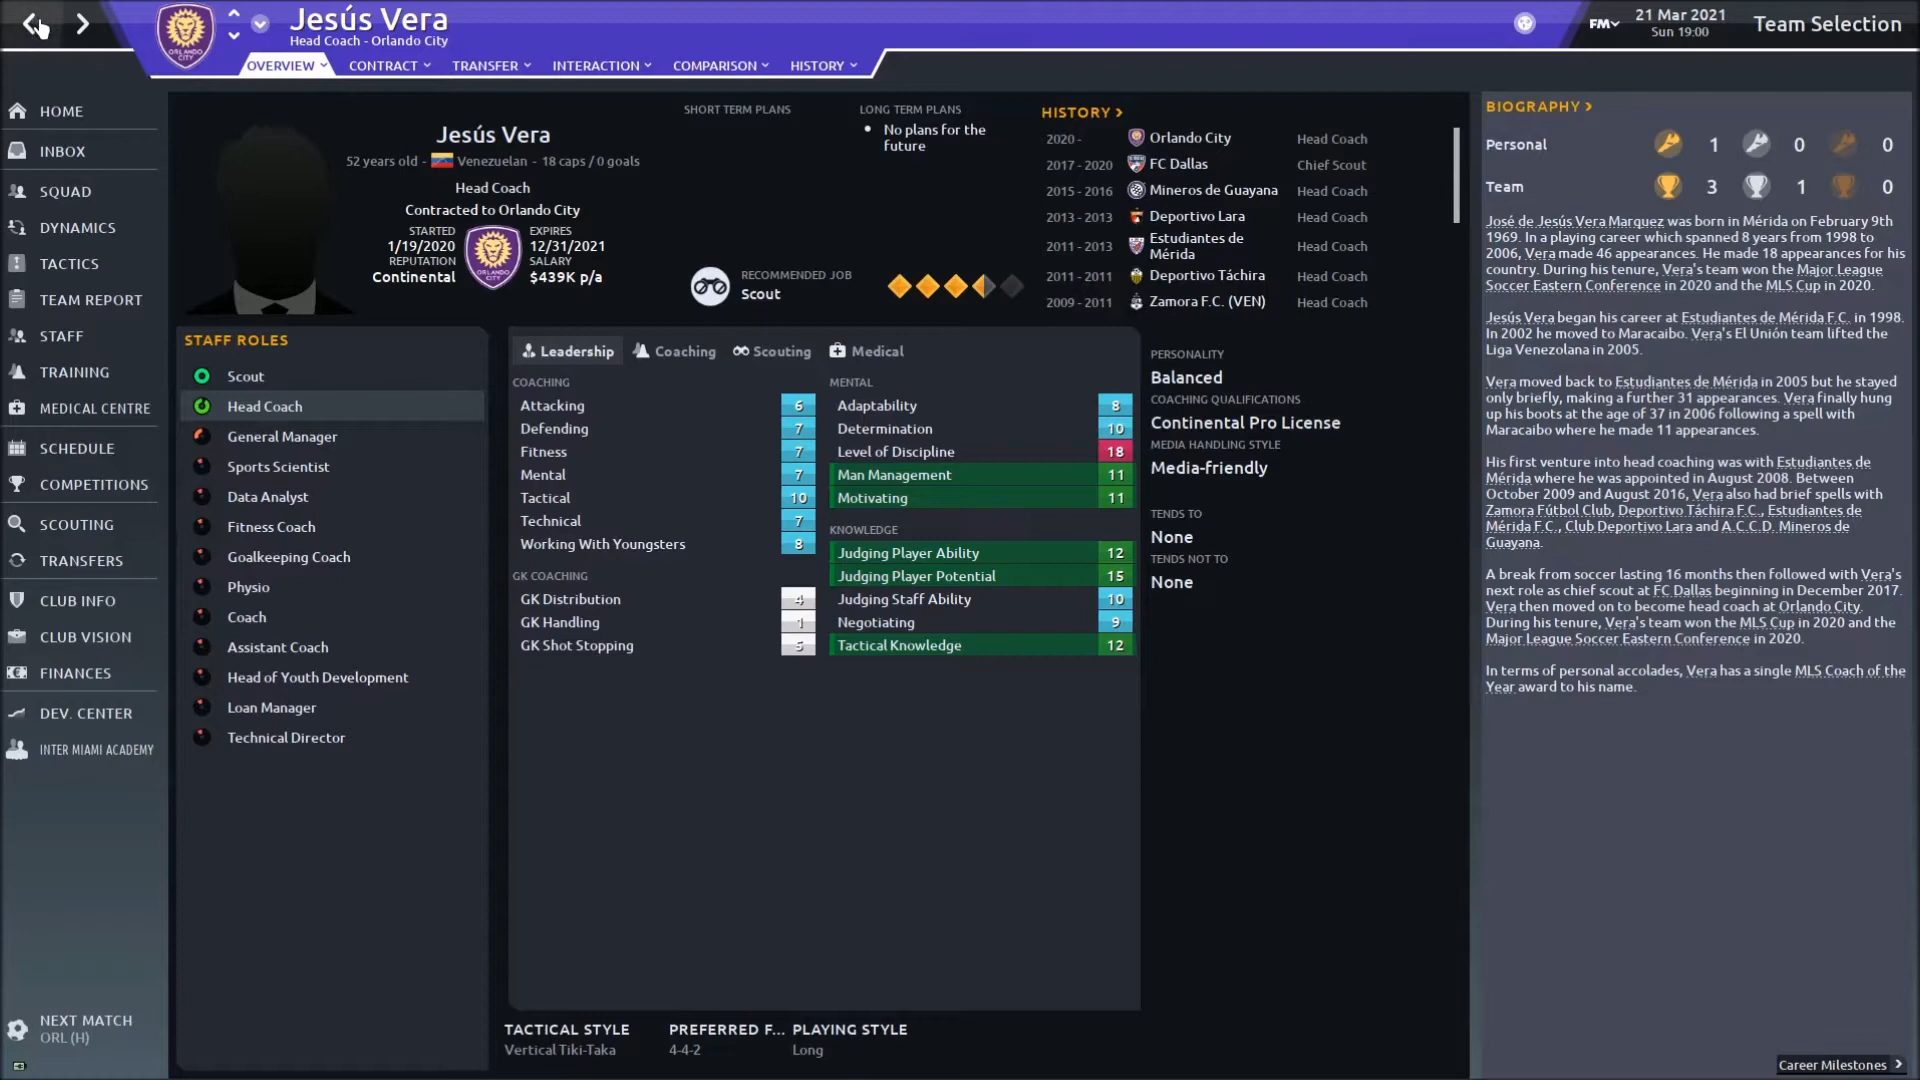 Jesús Vera
Head Coach - Orlando City
OVERVIEW
CONTRACT
TRANSFER
INTERACTION
COMPARISON
HISTORY
FM
21 Mar 2021
Sun 19:00
Team Selection
HOME
INBOX
SQUAD
DYNAMICS
TACTICS
TEAM REPORT
STAFF
TRAINING
MEDICAL CENTRE
SCHEDULE
COMPETITIONS
SCOUTING
TRANSFERS
CLUB INFO
CLUB VISION
FINANCES
DEV. CENTER
INTER MIAMI ACADEMY
NEXT MATCH
ORL (H)
Jesús Vera
52 years old - Venezuelan - 18 caps / 0 goals
Head Coach
Contracted to Orlando City
STARTED
1/19/2020
REPUTATION
Continental
ORLANDO CITY
EXPIRES
12/31/2021
SALARY
$439K p/a
SHORT TERM PLANS
LONG TERM PLANS
No plans for the
future
RECOMMENDED JOB
Scout
HISTORY >
2020 - Orlando City Head Coach
2017 - 2020 FC Dallas Chief Scout
2015 - 2016 Mineros de Guayana Head Coach
2013 - 2013 Deportivo Lara Head Coach
2011 - 2013 Estudiantes de Mérida Head Coach
2011 - 2011 Deportivo Táchira Head Coach
2009 - 2011 Zamora F.C. (VEN) Head Coach
STAFF ROLES
Scout
Head Coach
General Manager
Sports Scientist
Data Analyst
Fitness Coach
Goalkeeping Coach
Physio
Coach
Assistant Coach
Head of Youth Development
Loan Manager
Technical Director
Leadership
Coaching
Scouting
Medical
COACHING
Attacking 6
Defending 7
Fitness 7
Mental 7
Tactical 10
Technical 7
Working With Youngsters 8
GK COACHING
GK Distribution 4
GK Handling 1
GK Shot Stopping 5
MENTAL
Adaptability 8
Determination 10
Level of Discipline 18
Man Management 11
Motivating 11
KNOWLEDGE
Judging Player Ability 12
Judging Player Potential 15
Judging Staff Ability 10
Negotiating 9
Tactical Knowledge 12
PERSONALITY
Balanced
COACHING QUALIFICATIONS
Continental Pro License
MEDIA HANDLING STYLE
Media-friendly
TENDS TO
None
TENDS NOT TO
None
TACTICAL STYLE
Vertical Tiki-Taka
PREFERRED F...
4-4-2
PLAYING STYLE
Long
BIOGRAPHY >
Personal 1 0 0
Team 3 1 0
José de Jesús Vera Marquez was born in Mérida on February 9th
1969. In a playing career which spanned 8 years from 1998 to
2006, Vera made 46 appearances. He made 18 appearances for his
country. During his tenure, Vera's team won the Major League
Soccer Eastern Conference in 2020 and the MLS Cup in 2020.
Jesús Vera began his career at Estudiantes de Mérida F.C. in 1998.
In 2002 he moved to Maracaibo. Vera's El Unión team lifted the
Liga Venezolana in 2005.
Vera moved back to Estudiantes de Mérida in 2005 but he stayed
only briefly, making a further 31 appearances. Vera finally hung
up his boots at the age of 37 in 2006 following a spell with
Maracaibo where he made 11 appearances.
His first venture into head coaching was with Estudiantes de
Mérida where he was appointed in August 2008. Between
October 2009 and August 2016, Vera also had brief spells with
Zamora Fútbol Club, Deportivo Táchira F.C., Estudiantes de
Mérida F.C., Club Deportivo Lara and A.C.C.D. Mineros de
Guayana.
A break from soccer lasting 16 months then followed with Vera's
next role as chief scout at FC Dallas beginning in December 2017.
Vera then moved on to become head coach at Orlando City.
During his tenure, Vera's team won the MLS Cup in 2020 and the
Major League Soccer Eastern Conference in 2020.
In terms of personal accolades, Vera has a single MLS Coach of the
Year award to his name.
Career Milestones >